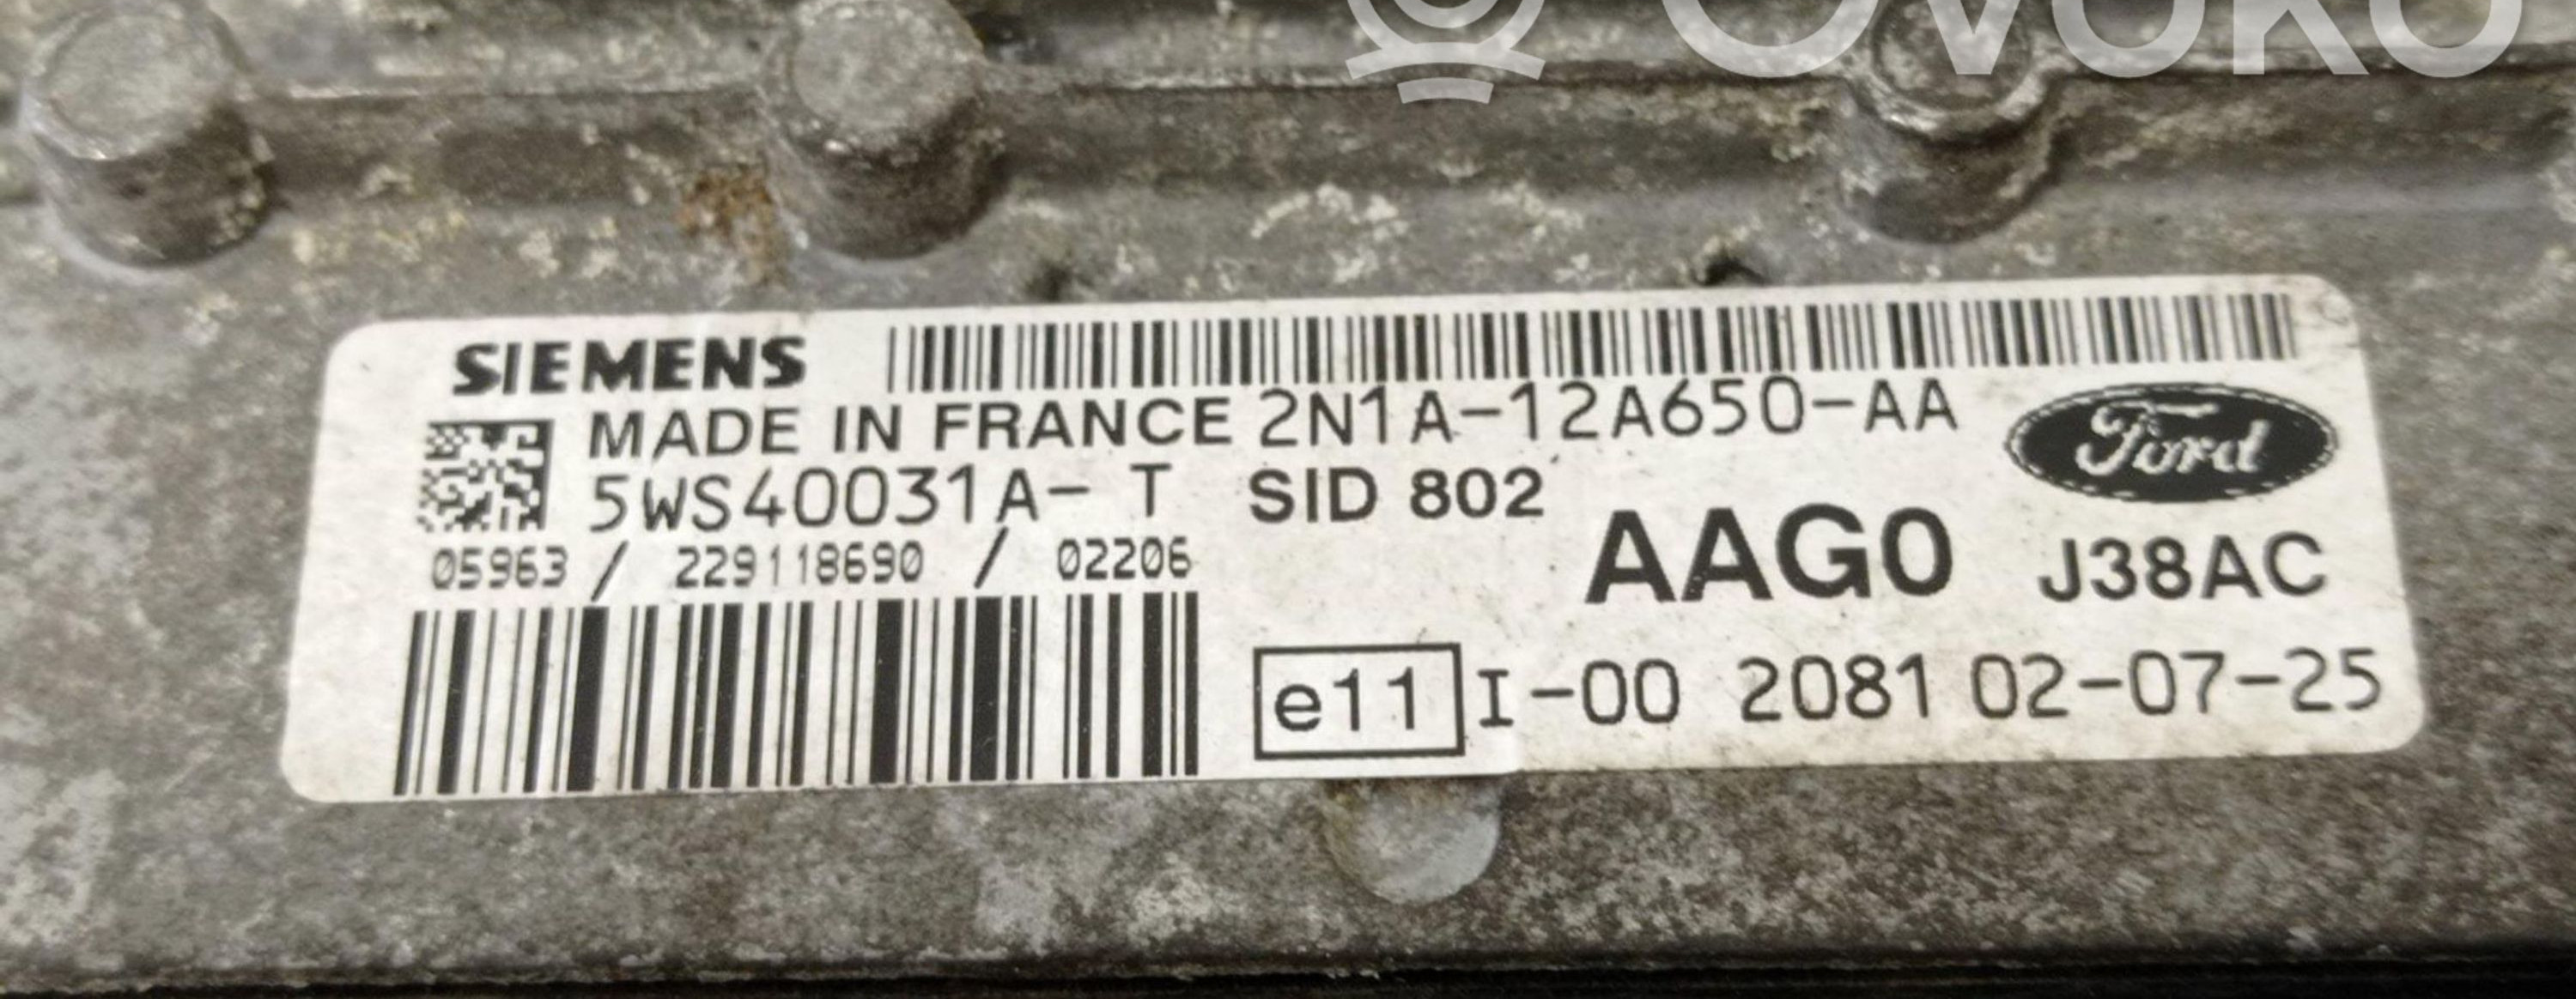 OVOKO
SIEMENS
MADE IN FRANCE 2N1A-12A650-AA
Ford
5WS40031A- T SID 802
AAG0 J38AC
05963 / 229118690 / 02206
e11 I-00 2081 02-07-25